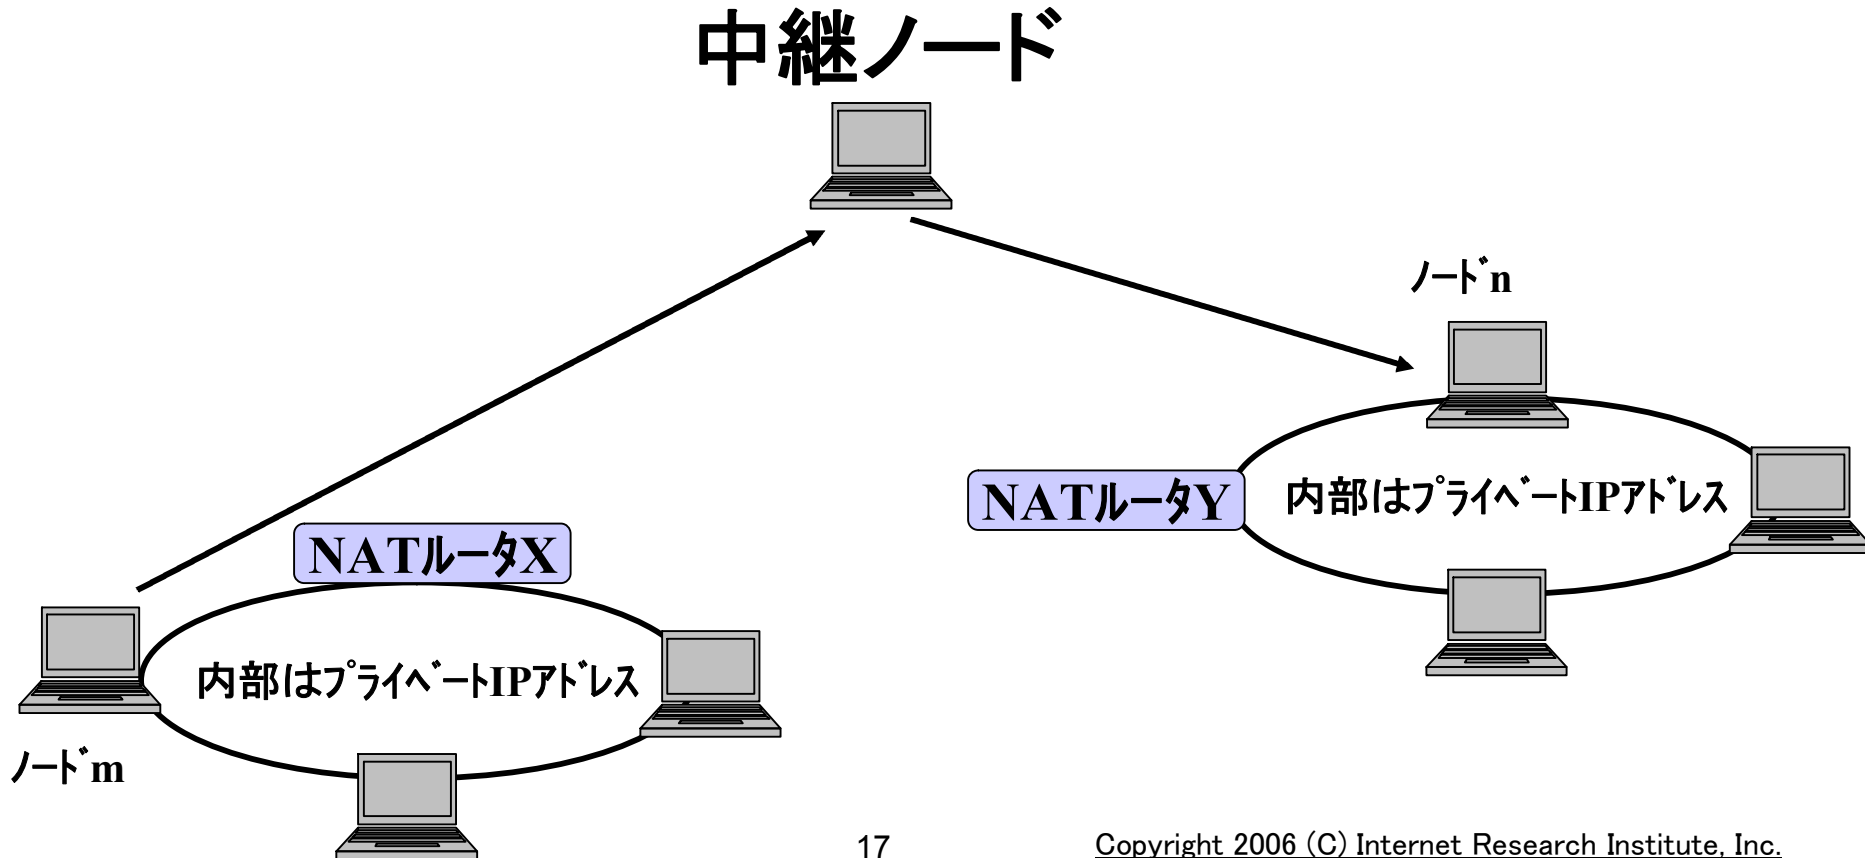 中継ノード
ﾉｰﾄﾞn
NATﾙｰﾀY
内部はﾌﾟﾗｲﾍﾞｰﾄIPｱﾄﾞﾚｽ
NATﾙｰﾀX
内部はﾌﾟﾗｲﾍﾞｰﾄIPｱﾄﾞﾚｽ
ﾉｰﾄﾞm
17
Copyright 2006 (C) Internet Research Institute, Inc.